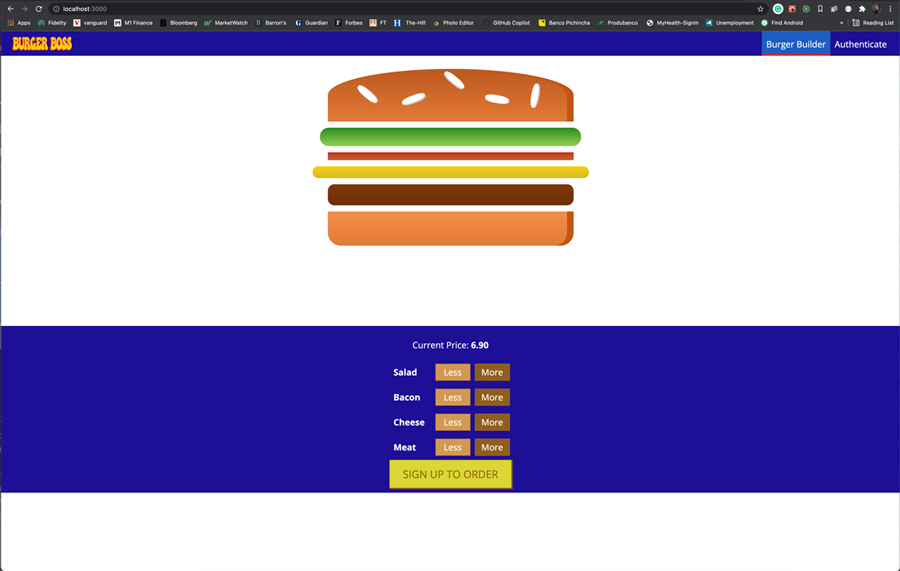 localhost:3000
Apps Fidelity vanguard M1 Finance Bloomberg MarketWatch Barron's Guardian Forbes FT The-Hill Photo Editor GitHub Copilot Banco Pichincha Produbanco MyHealth-SignIn Unemployment Find Android » Reading List
BURGER BOSS Burger Builder Authenticate
Current Price: 6.90
Salad Less More
Bacon Less More
Cheese Less More
Meat Less More
SIGN UP TO ORDER